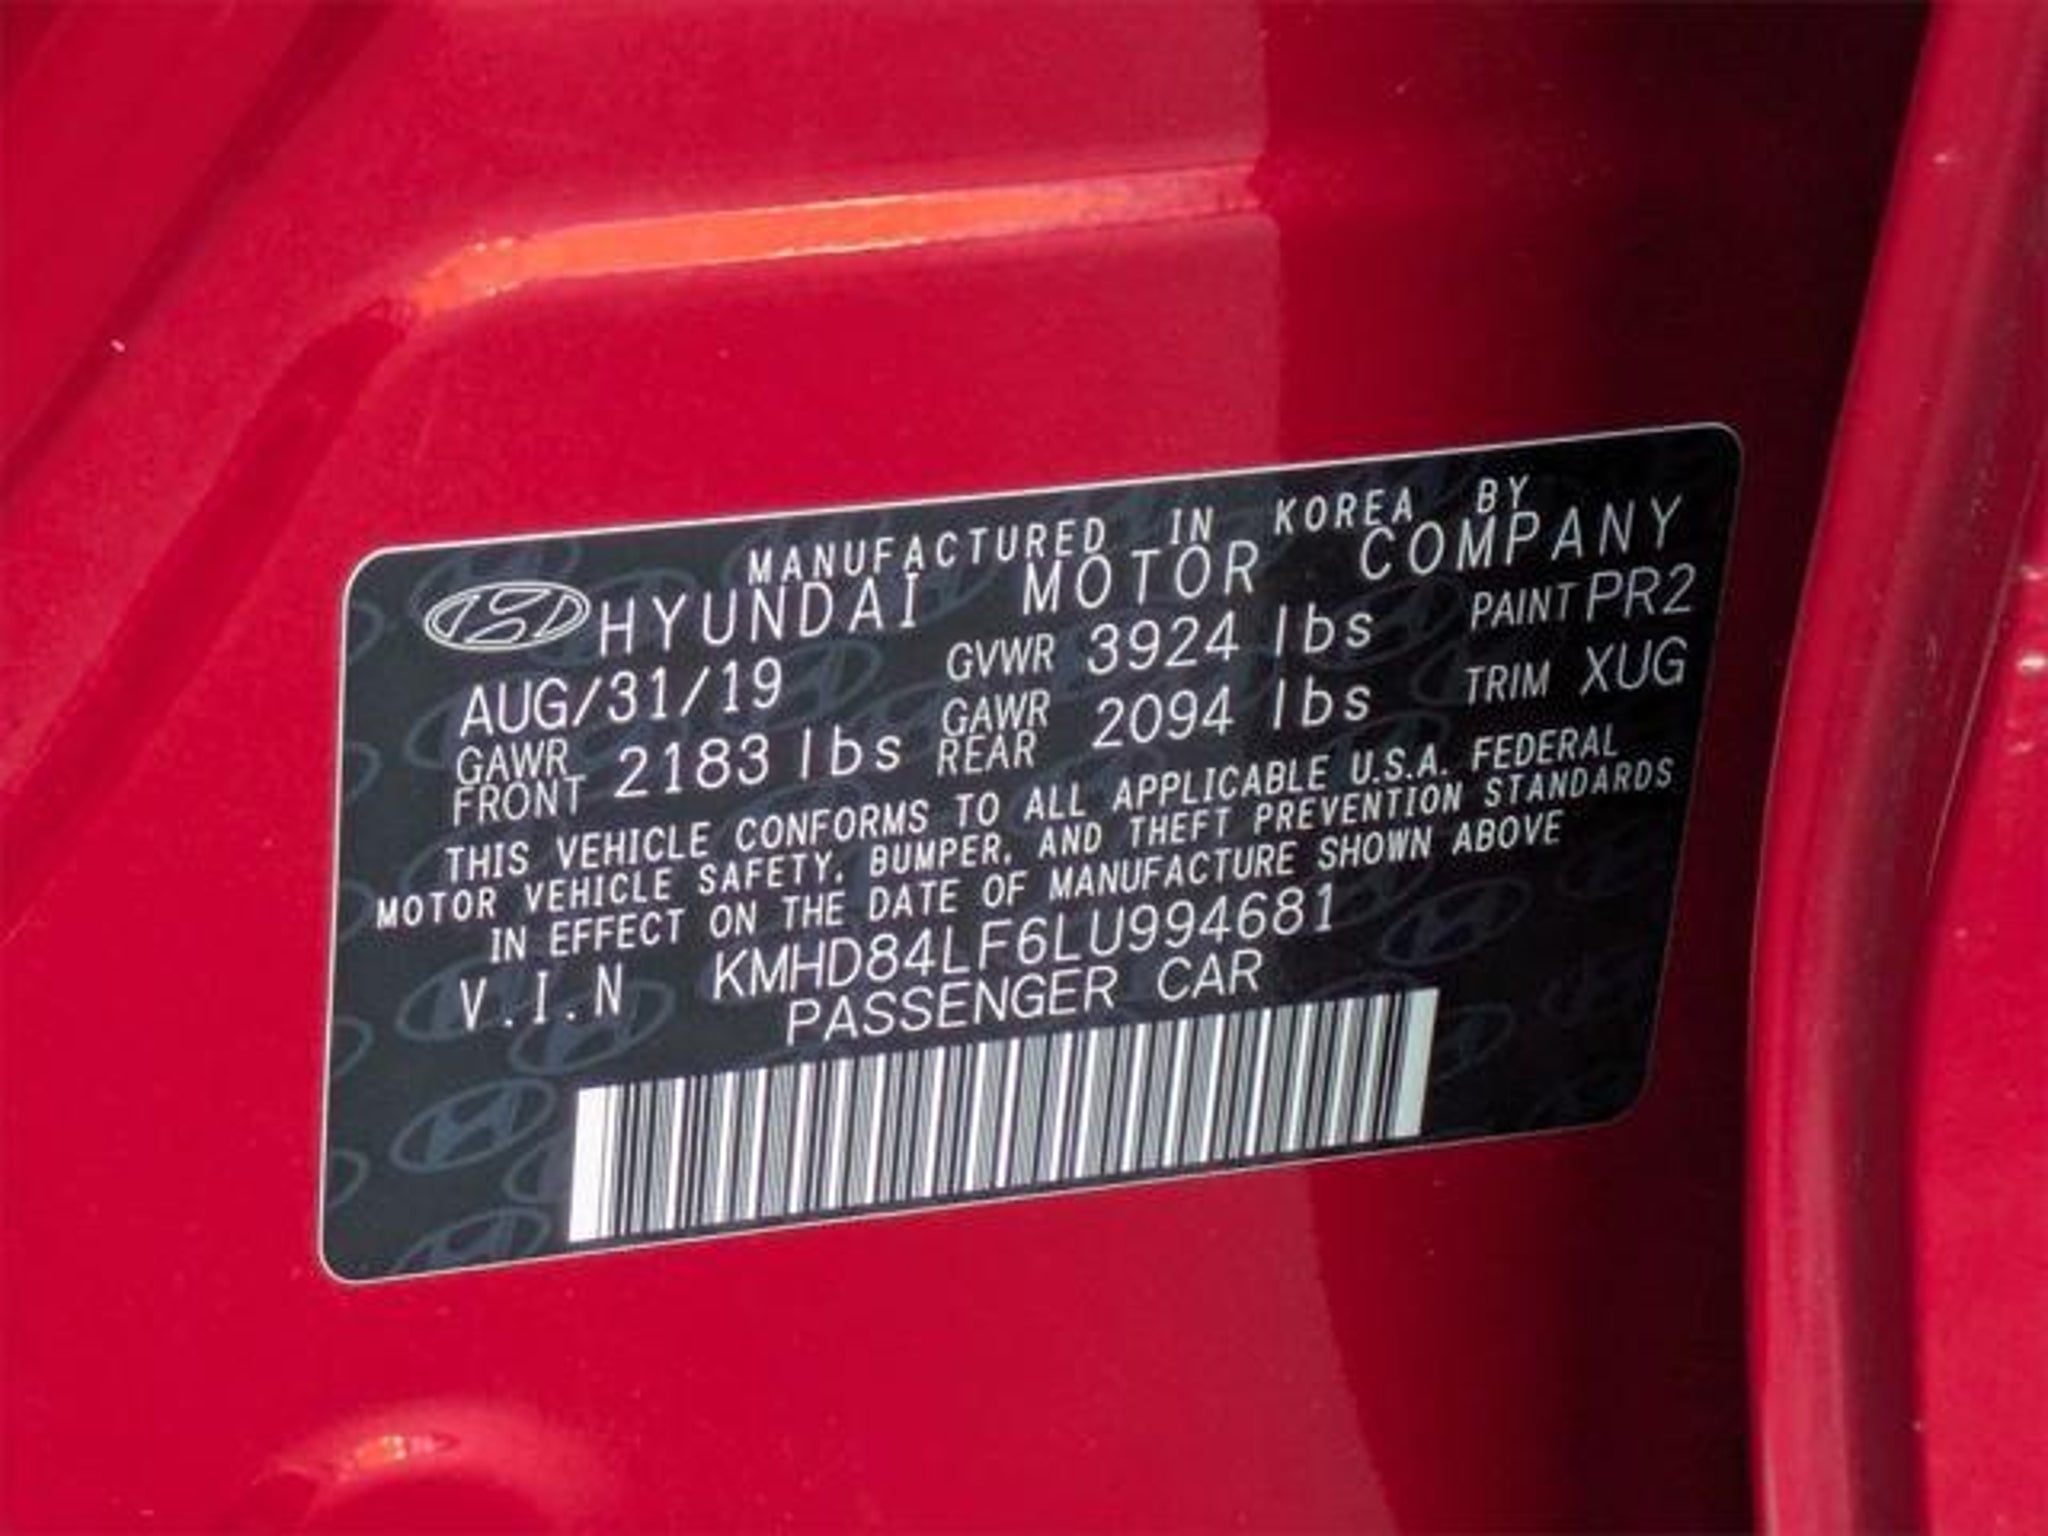 MANUFACTURED IN KOREA BY
HYUNDAI MOTOR COMPANY
AUG/31/19 GVWR 3924 lbs PAINT PR2
GAWR FRONT 2183 lbs GAWR REAR 2094 lbs TRIM XUG
THIS VEHICLE CONFORMS TO ALL APPLICABLE U.S.A. FEDERAL
MOTOR VEHICLE SAFETY, BUMPER, AND THEFT PREVENTION STANDARDS
IN EFFECT ON THE DATE OF MANUFACTURE SHOWN ABOVE
V.I.N KMHD84LF6LU994681
PASSENGER CAR